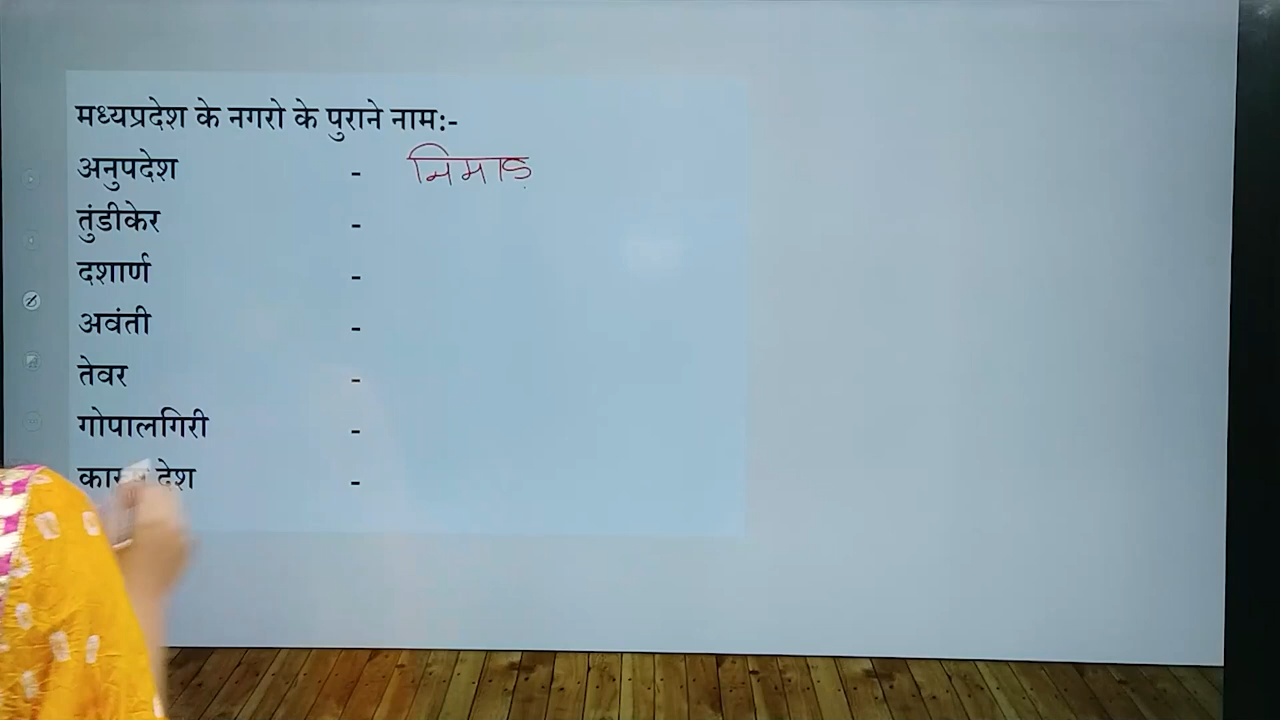 मध्यप्रदेश के नगरो के पुराने नाम:-
अनुपदेश - निमाड़
तुंडीकेर -
दशार्ण -
अवंती -
तेवर -
गोपालगिरी -
देश -